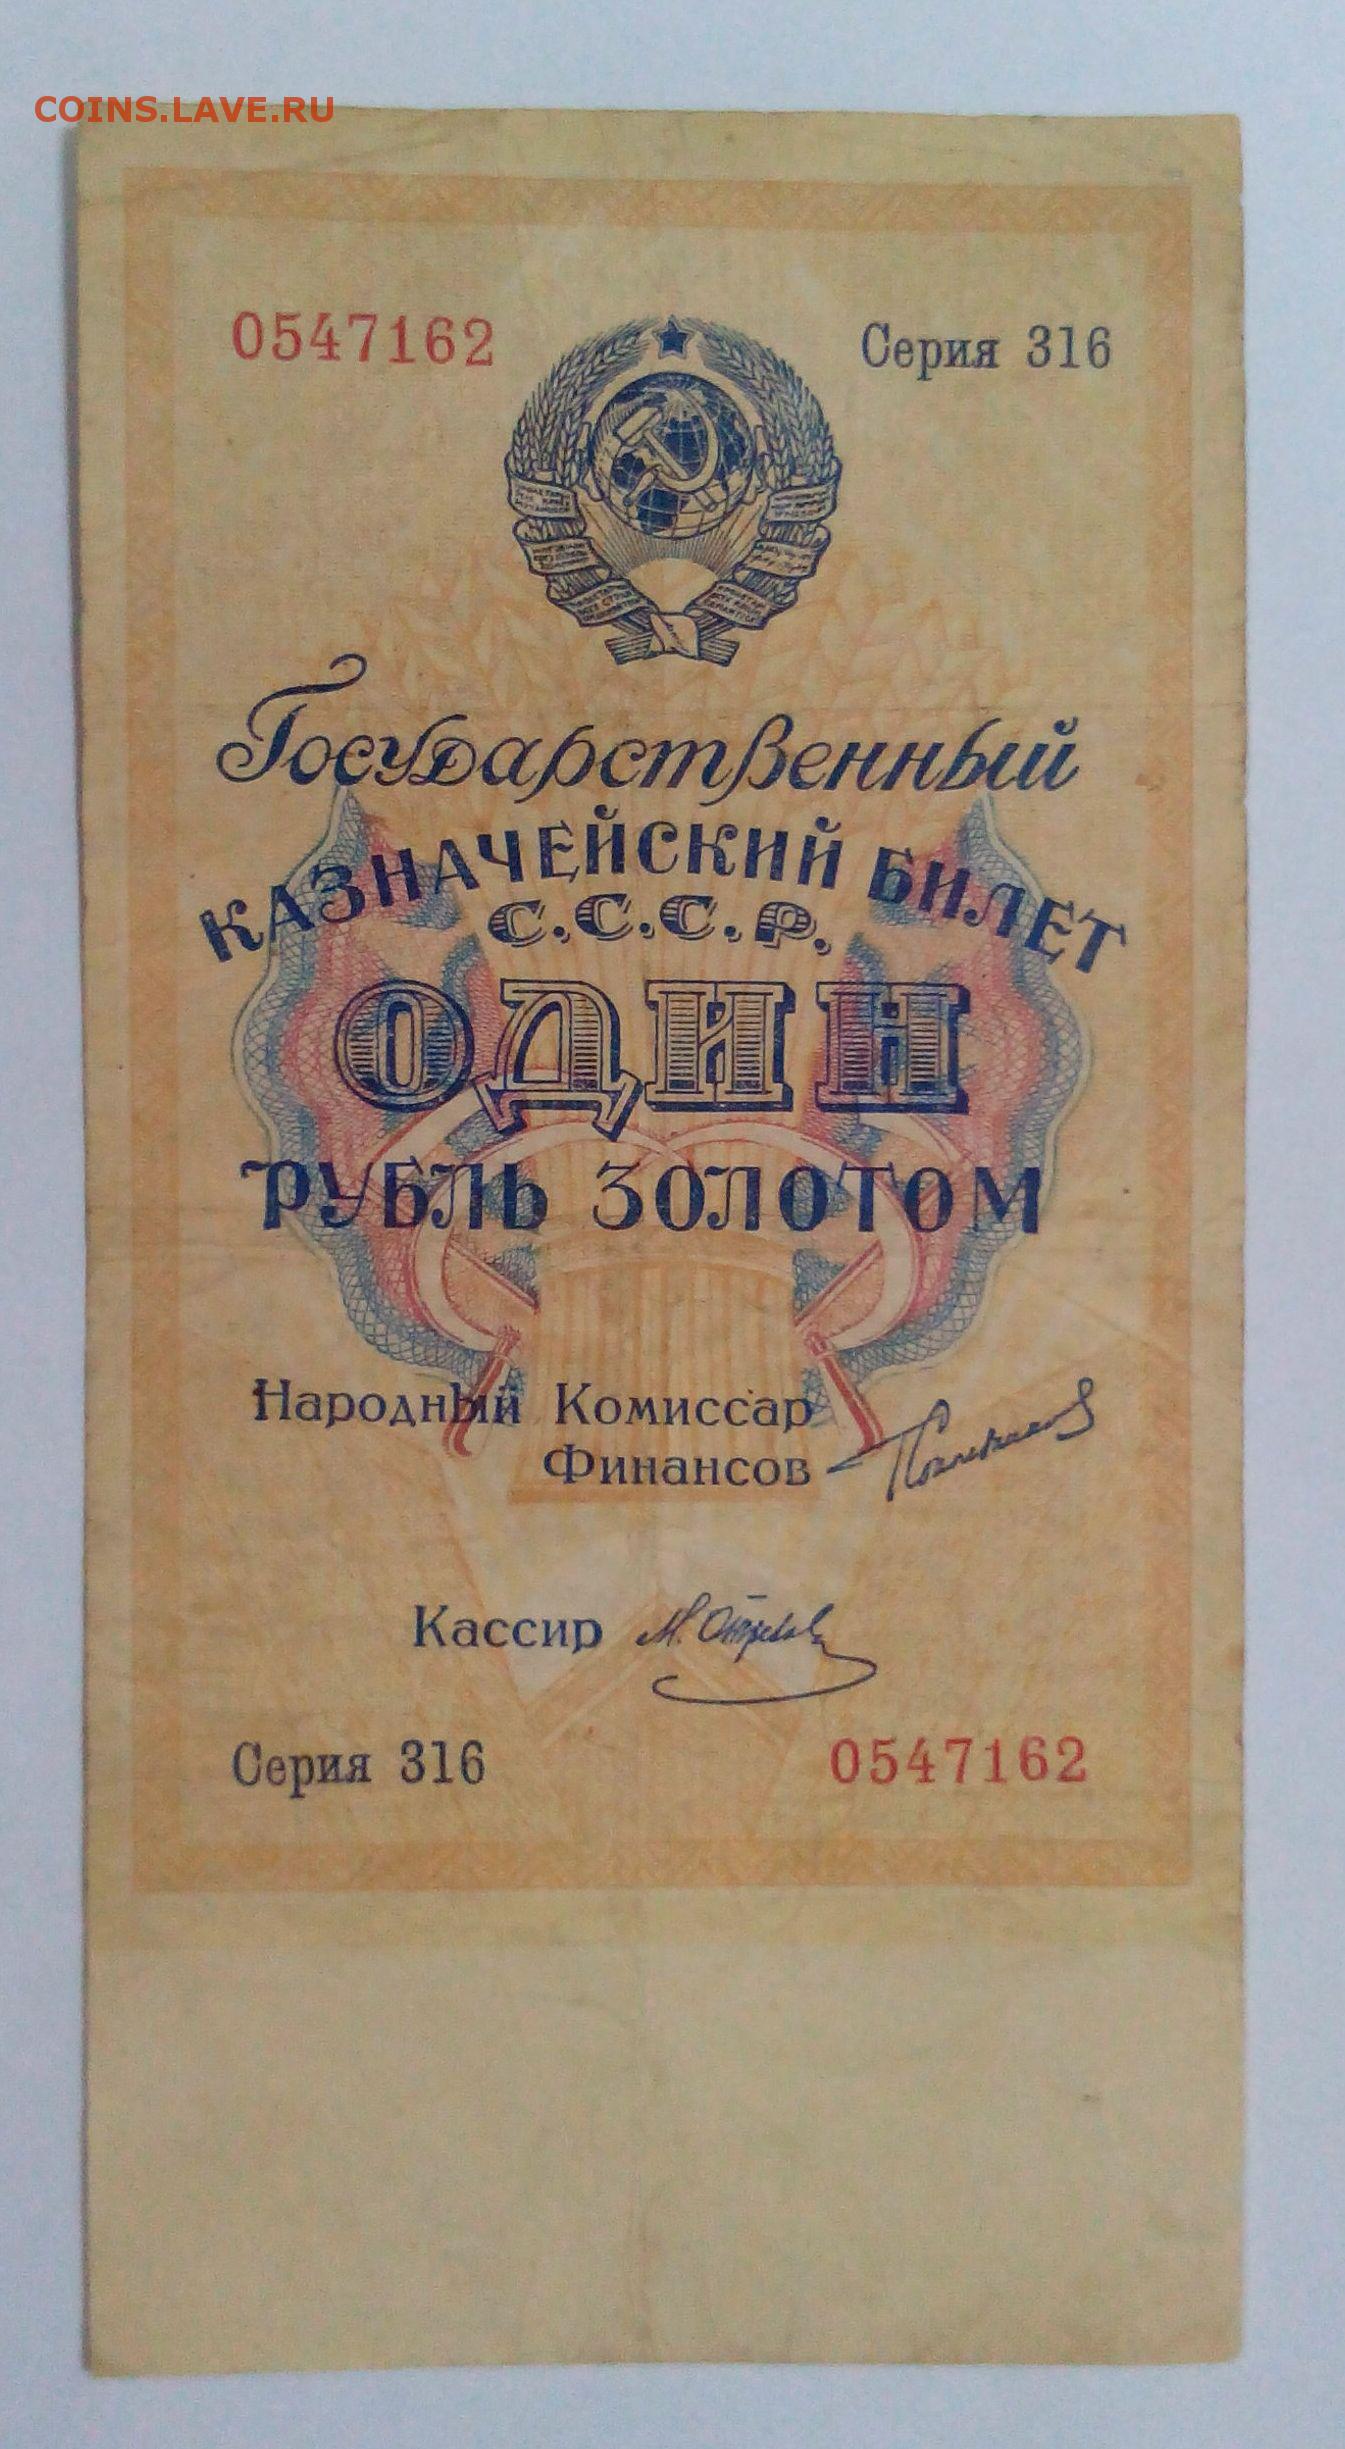 COINS.LAVE.RU
0547162 Серия 316
Государственный
КАЗНАЧЕЙСКИЙ БИЛЕТ
С.С.С.Р.
ОДИН
РУБЛЬ ЗОЛОТОМ
Народный Комиссар
Финансов
Кассир
Серия 316 0547162